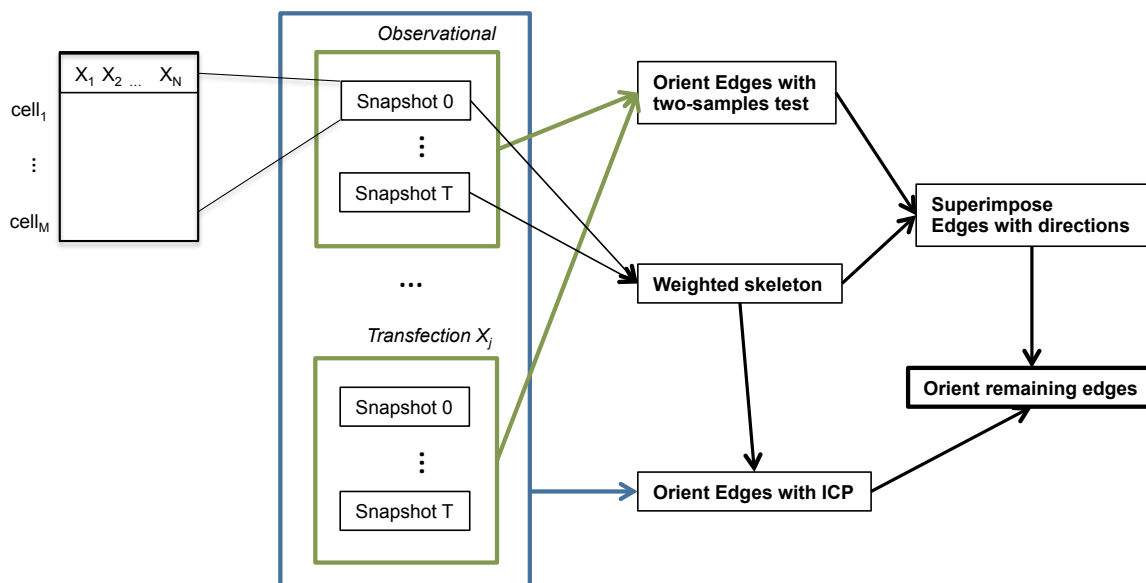 X1 X2 ... XN
cell1
⋮
cellM
Observational
Snapshot 0
⋮
Snapshot T
...
Transfection Xj
Snapshot 0
⋮
Snapshot T
Orient Edges with
two-samples test
Weighted skeleton
Orient Edges with ICP
Superimpose
Edges with directions
Orient remaining edges